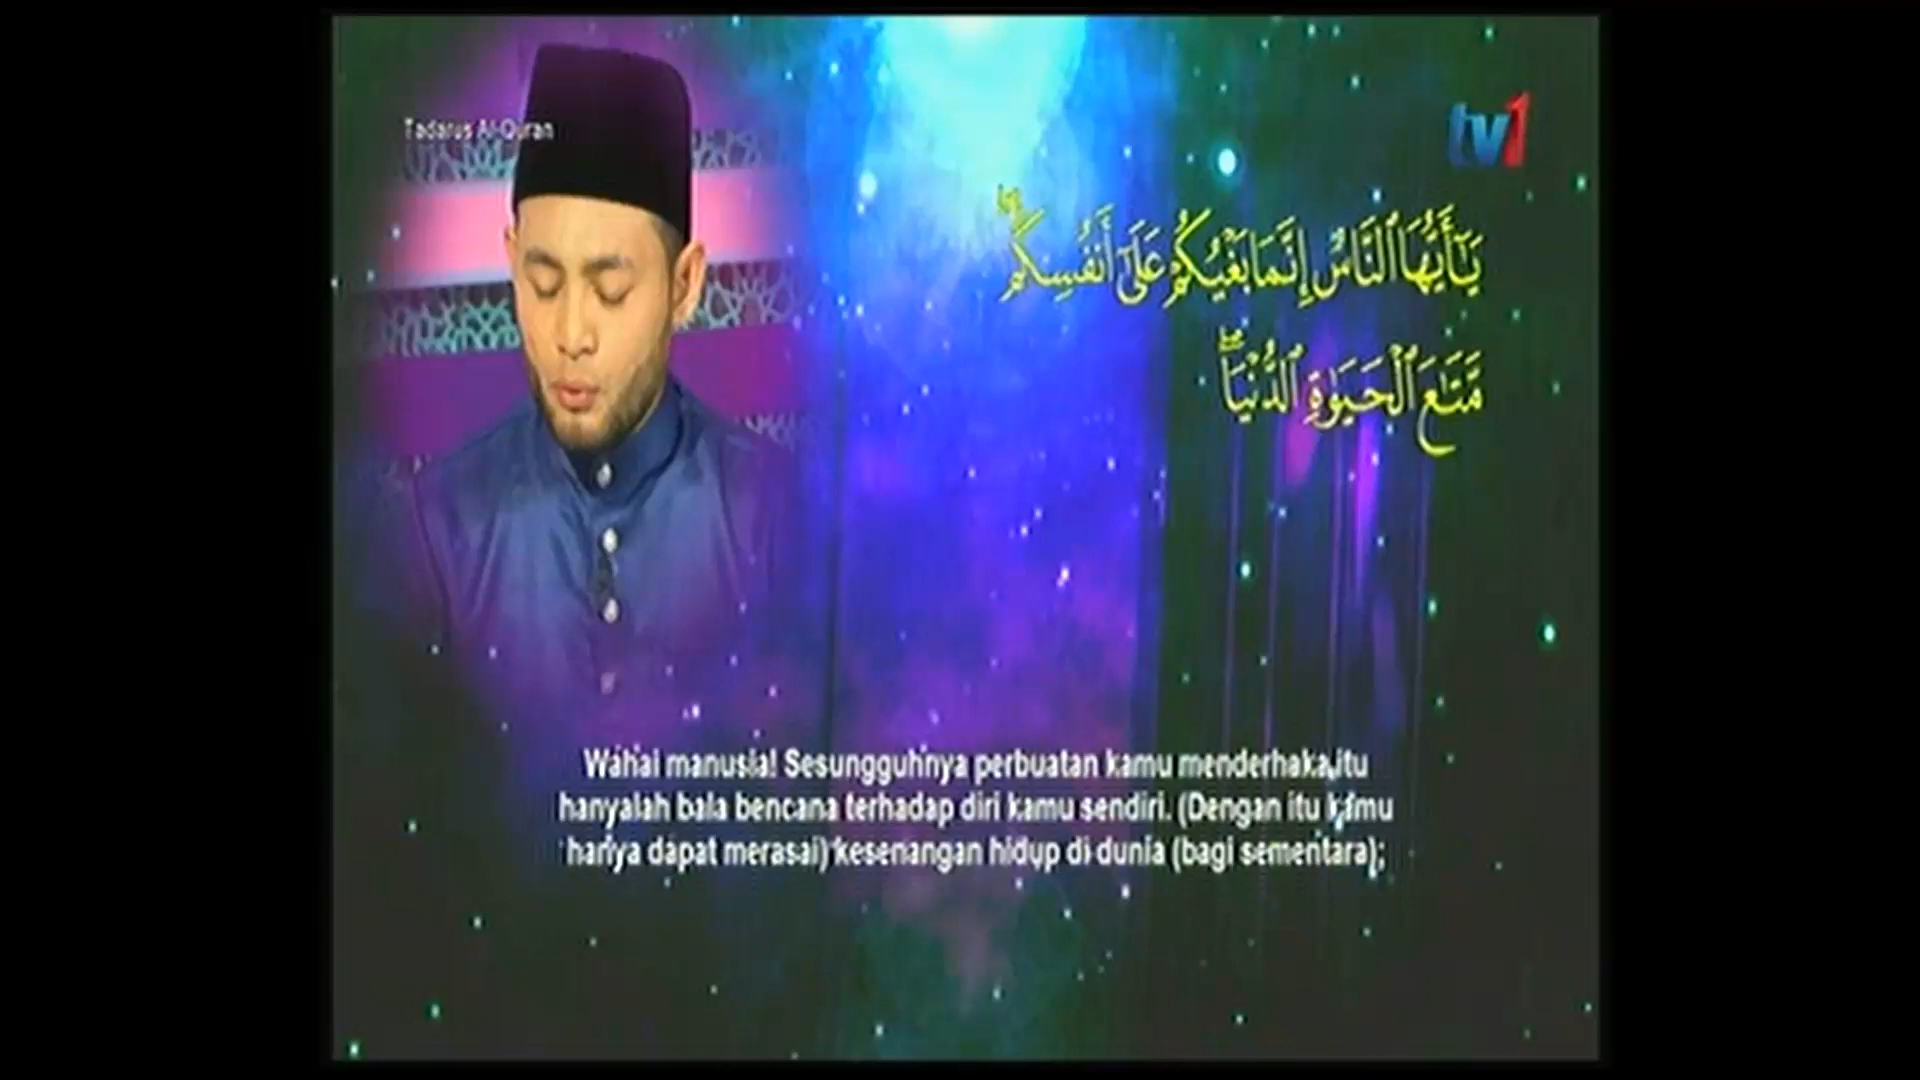 Tadarus Al-Quran
tv1
يَـٰٓأَيُّهَا ٱلنَّاسُ إِنَّمَا بَغْيُكُمْ عَلَىٰٓ أَنفُسِكُم ۖ
مَّتَـٰعَ ٱلْحَيَوٰةِ ٱلدُّنْيَا ۖ
Wahai manusia! Sesungguhnya perbuatan kamu menderhaka itu
hanyalah bala bencana terhadap diri kamu sendiri. (Dengan itu kamu
hanya dapat merasai) kesenangan hidup di dunia (bagi sementara);